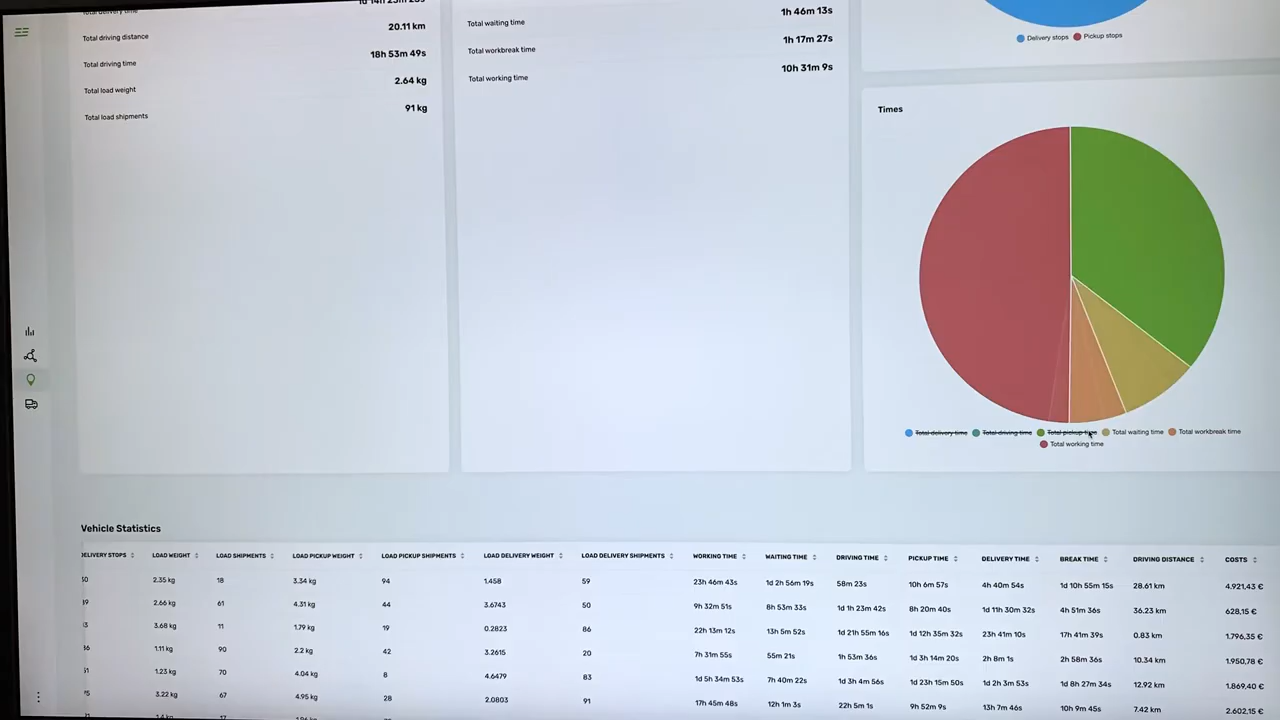 20.11 km
Total driving distance
18h 53m 49s
Total driving time
2.64 kg
Total load weight
91 kg
Total load shipments
1h 46m 13s
Total waiting time
1h 17m 27s
Total workbreak time
10h 31m 9s
Total working time
Delivery stops Pickup stops
Times
Total delivery time Total driving time Total pickup time Total waiting time Total workbreak time
Total working time
Vehicle Statistics
DELIVERY STOPS LOAD WEIGHT LOAD SHIPMENTS LOAD PICKUP WEIGHT LOAD PICKUP SHIPMENTS LOAD DELIVERY WEIGHT LOAD DELIVERY SHIPMENTS WORKING TIME WAITING TIME DRIVING TIME PICKUP TIME DELIVERY TIME BREAK TIME DRIVING DISTANCE COSTS
2.35 kg 18 3.34 kg 94 1.458 59 23h 46m 43s 1d 2h 56m 19s 58m 23s 10h 6m 57s 4h 40m 54s 1d 10h 55m 15s 28.61 km 4.921,43 €
2.66 kg 61 4.31 kg 44 3.6743 50 9h 32m 51s 8h 53m 33s 1d 1h 23m 42s 8h 20m 40s 1d 11h 30m 32s 4h 51m 36s 36.23 km 628,15 €
3.68 kg 11 1.79 kg 19 0.2823 86 22h 13m 12s 13h 5m 52s 1d 21h 55m 16s 1d 12h 35m 32s 23h 41m 10s 17h 41m 39s 0.83 km 1.796,35 €
1.11 kg 90 2.2 kg 42 3.2615 20 7h 31m 55s 55m 21s 1h 53m 36s 1d 3h 14m 20s 2h 8m 1s 2h 58m 36s 10.34 km 1.950,78 €
1.23 kg 70 4.04 kg 8 4.6479 83 1d 5h 34m 53s 7h 40m 22s 1d 3h 4m 56s 1d 23h 15m 50s 1d 2h 3m 53s 1d 8h 27m 34s 12.92 km 1.869,40 €
3.22 kg 67 4.95 kg 28 2.0803 91 17h 45m 48s 12h 1m 3s 22h 5m 1s 9h 52m 9s 13h 7m 46s 10h 9m 45s 7.42 km 2.602,15 €